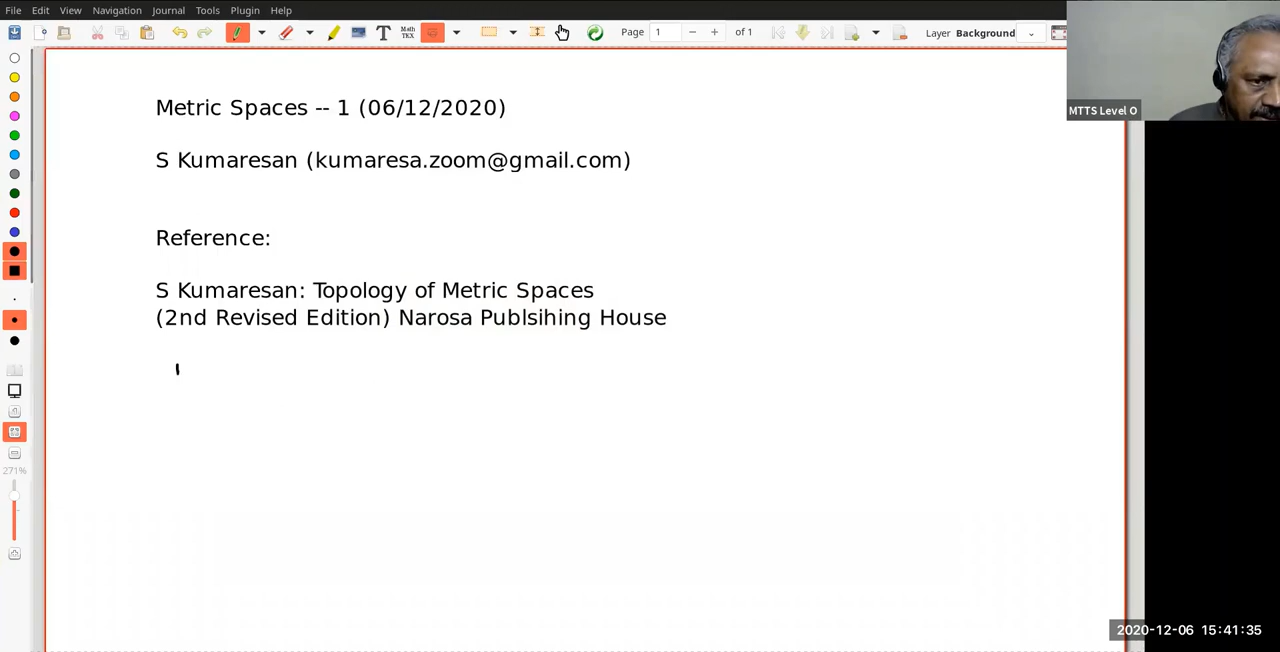 File Edit View Navigation Journal Tools Plugin Help
T Math TEX Page 1 of 1 Layer Background
MTTS Level O
Metric Spaces -- 1 (06/12/2020)
S Kumaresan (kumaresa.zoom@gmail.com)
Reference:
S Kumaresan: Topology of Metric Spaces
(2nd Revised Edition) Narosa Publsihing House
271%
2020-12-06 15:41:35